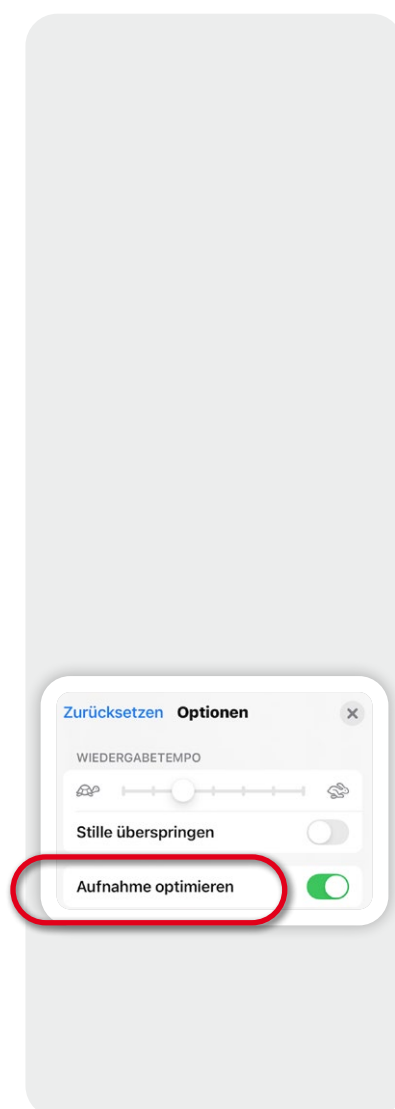 Zurücksetzen Optionen
WIEDERGABETEMPO
Stille überspringen
Aufnahme optimieren